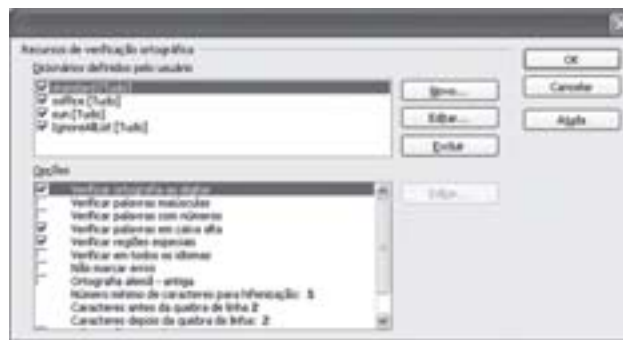 Recursos de verificação ortográfica
Dicionários definidos pelo usuário
standard [Tudo]
soffice [Tudo]
sun [Tudo]
IgnoreAllList [Tudo]
Novo...
Editar...
Excluir
OK
Cancelar
Ajuda
Opções
Verificar ortografia ao digitar
Verificar palavras maiúsculas
Verificar palavras com números
Verificar palavras em caixa alta
Verificar regiões especiais
Verificar em todos os idiomas
Não marcar erros
Ortografia alemã - antiga
Número mínimo de caracteres para hifenização: 5
Caracteres antes da quebra de linha 2
Caracteres depois da quebra de linha: 2
Editar...